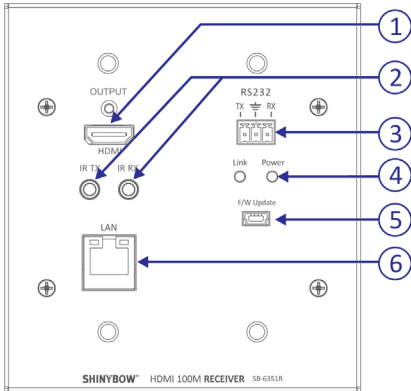 1
OUTPUT
RS232
2
TX RX
HDMI
3
IR TX IR RX
Link Power
4
F/W Update
5
LAN
6
SHINYBOW™ HDMI 100M RECEIVER SB-6351R